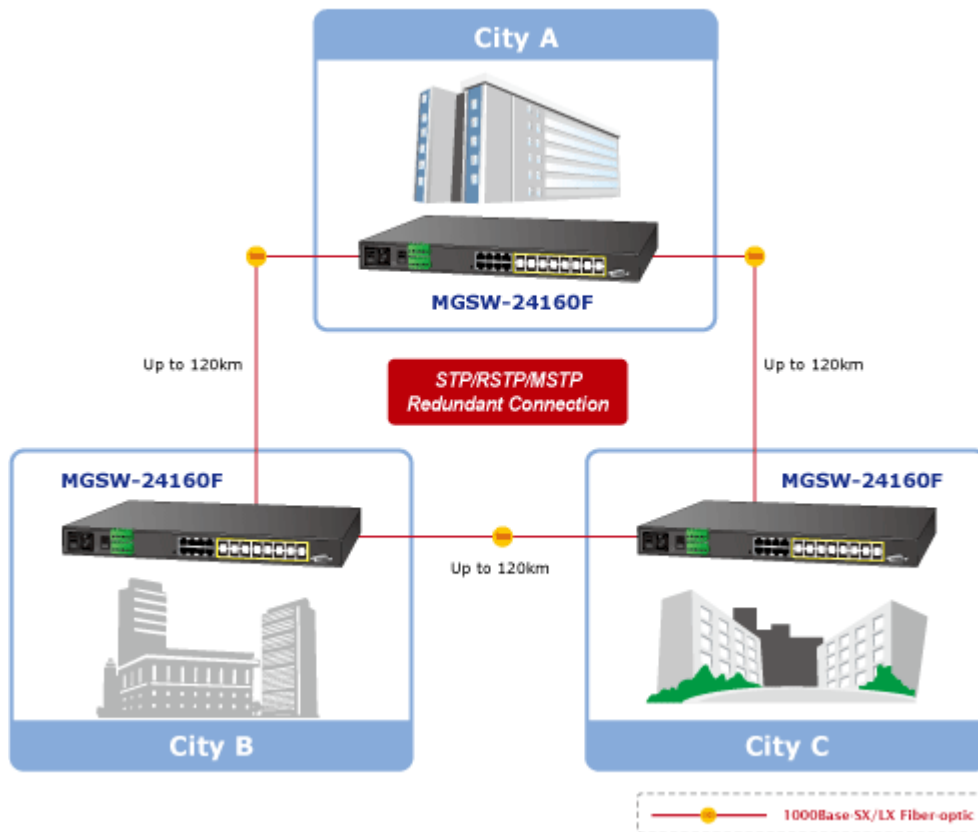 City A
MGSW-24160F
Up to 120km
Up to 120km
STP/RSTP/MSTP
Redundant Connection
MGSW-24160F
MGSW-24160F
Up to 120km
City B
City C
1000Base-SX/LX Fiber-optic